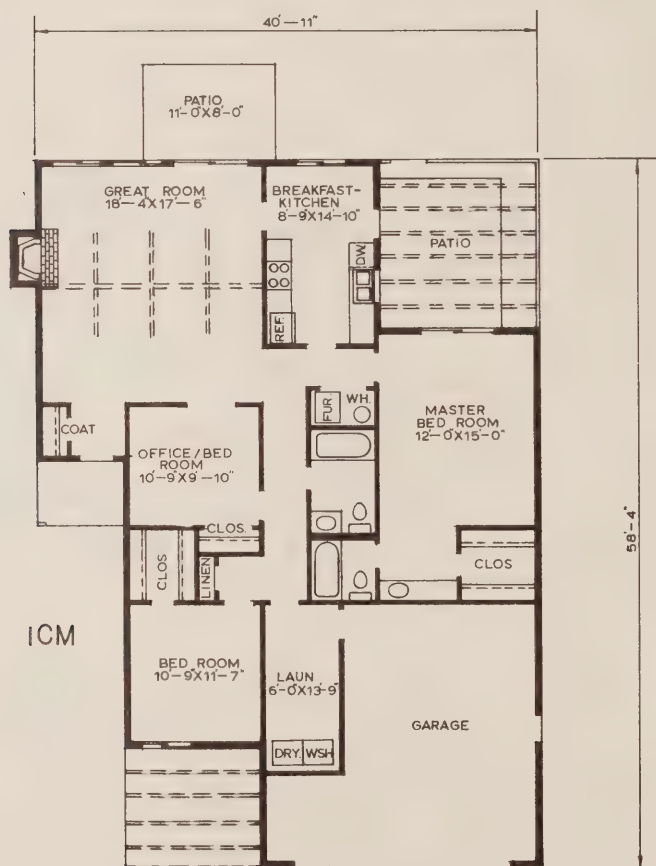 40'-11"
PATIO
11'-0"X8'-0"
GREAT ROOM
18'-4"X17'-6"
BREAKFAST-
KITCHEN
8-9"X14'-10"
DW.
PATIO
REF.
FUR.
WH.
MASTER
BED ROOM
12'-0"X15'-0"
COAT
OFFICE/BED
ROOM
10'-9"X9'-10"
58'-4"
CLOS.
CLOS
LINEN
CLOS
1CM
BED ROOM
10'-9"X11'-7"
LAUN
6'-0"X13'-9"
GARAGE
DRY.
WSH